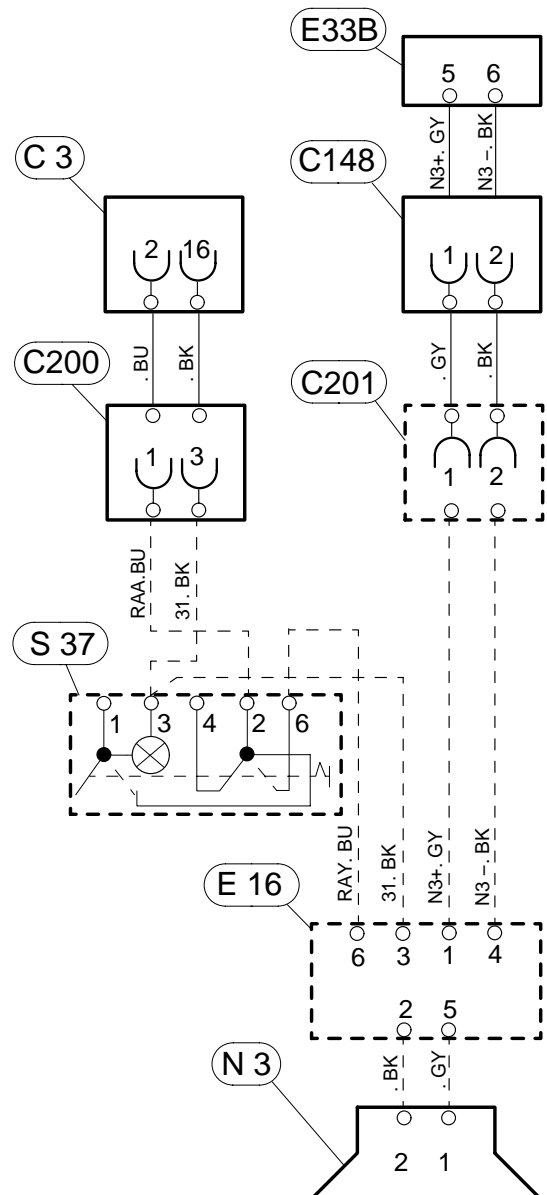 E33B
5 6
N3+. GY
N3 –. BK
C 3
C148
2 16
1 2
. BU
. BK
. GY
. BK
C200
C201
1 3
1 2
RAA.BU
31. BK
S 37
1 3 4 2 6
RAY. BU
31. BK
N3+. GY
N3 –. BK
E 16
6 3 1 4
2 5
. BK
. GY
N 3
2 1